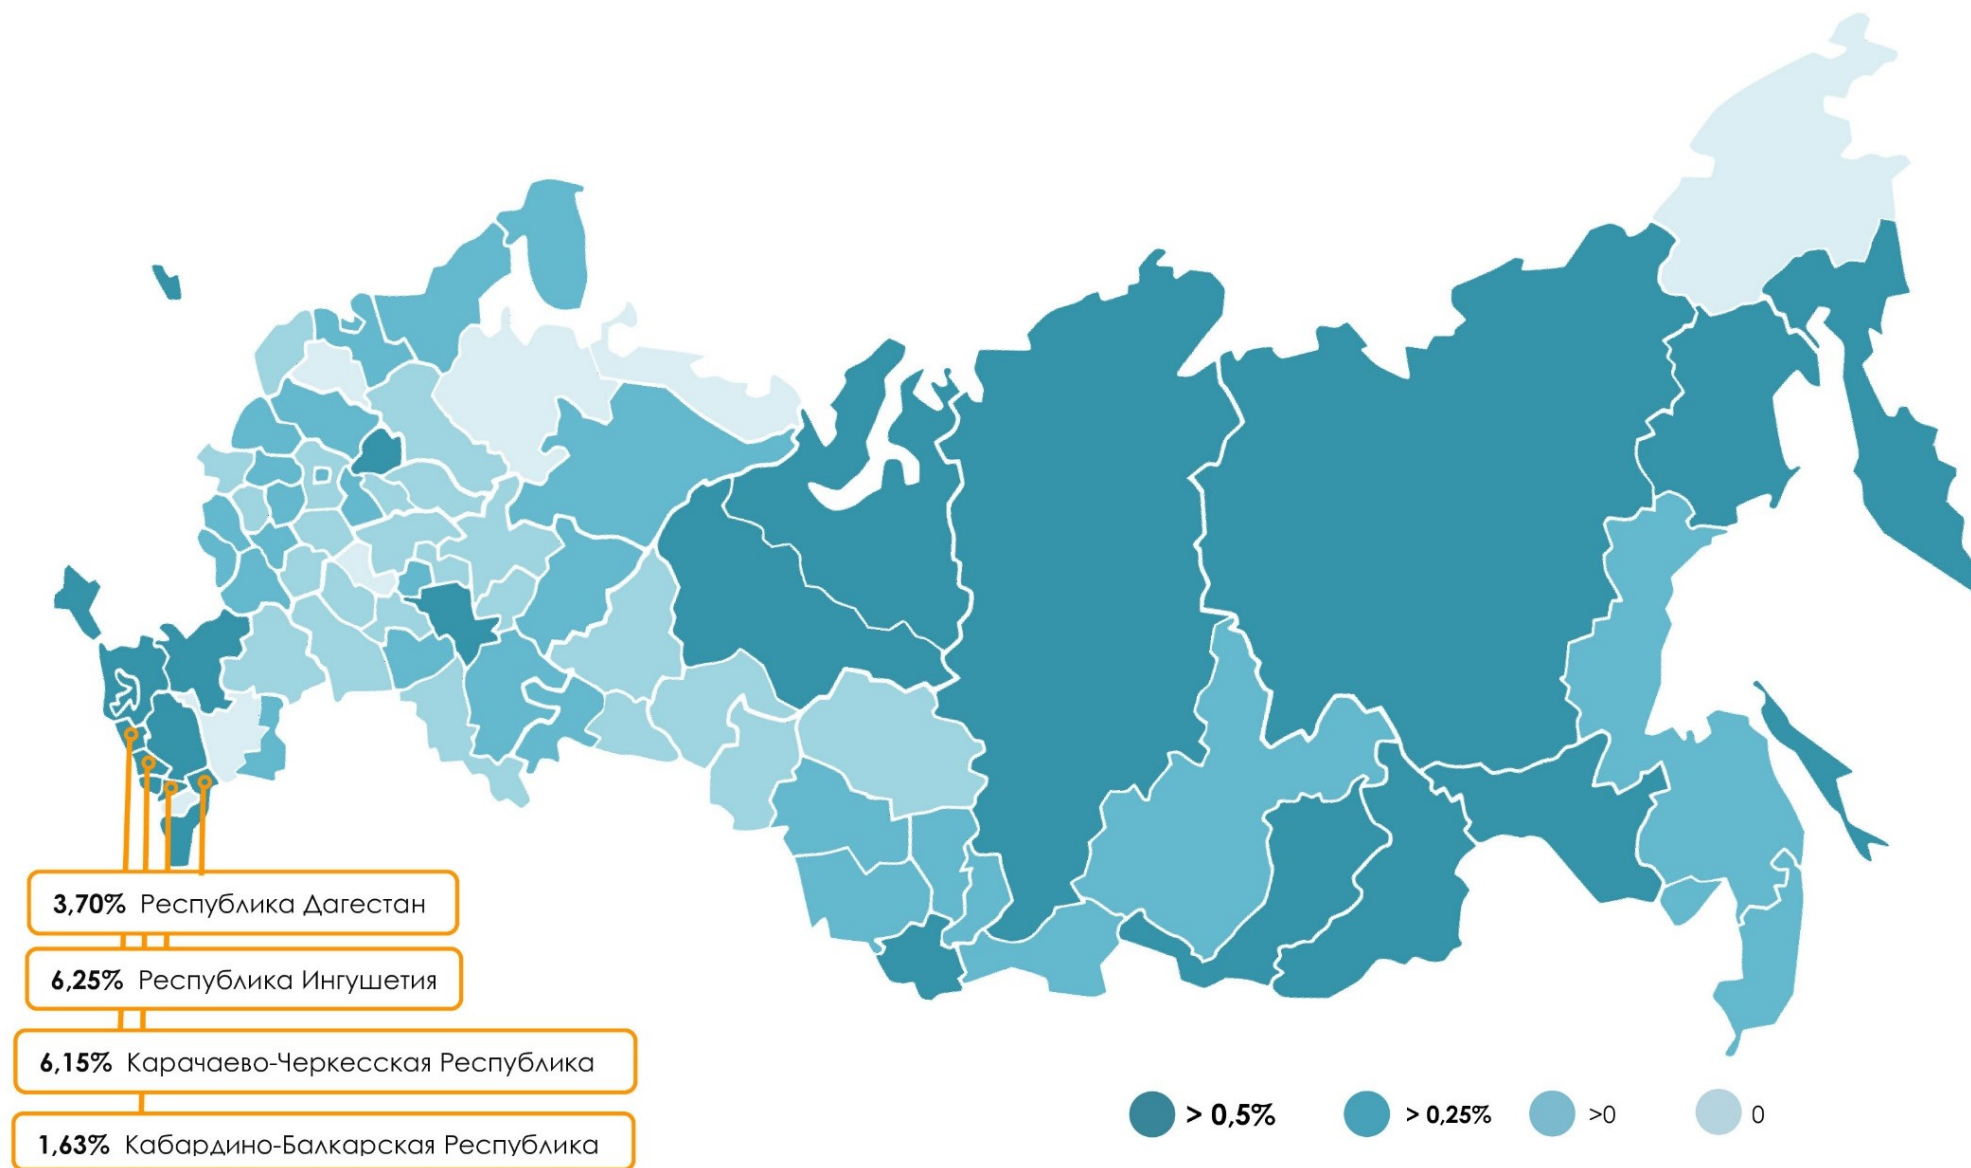 3,70% Республика Дагестан
6,25% Республика Ингушетия
6,15% Карачаево-Черкесская Республика
1,63% Кабардино-Балкарская Республика
> 0,5%
> 0,25%
>0
0